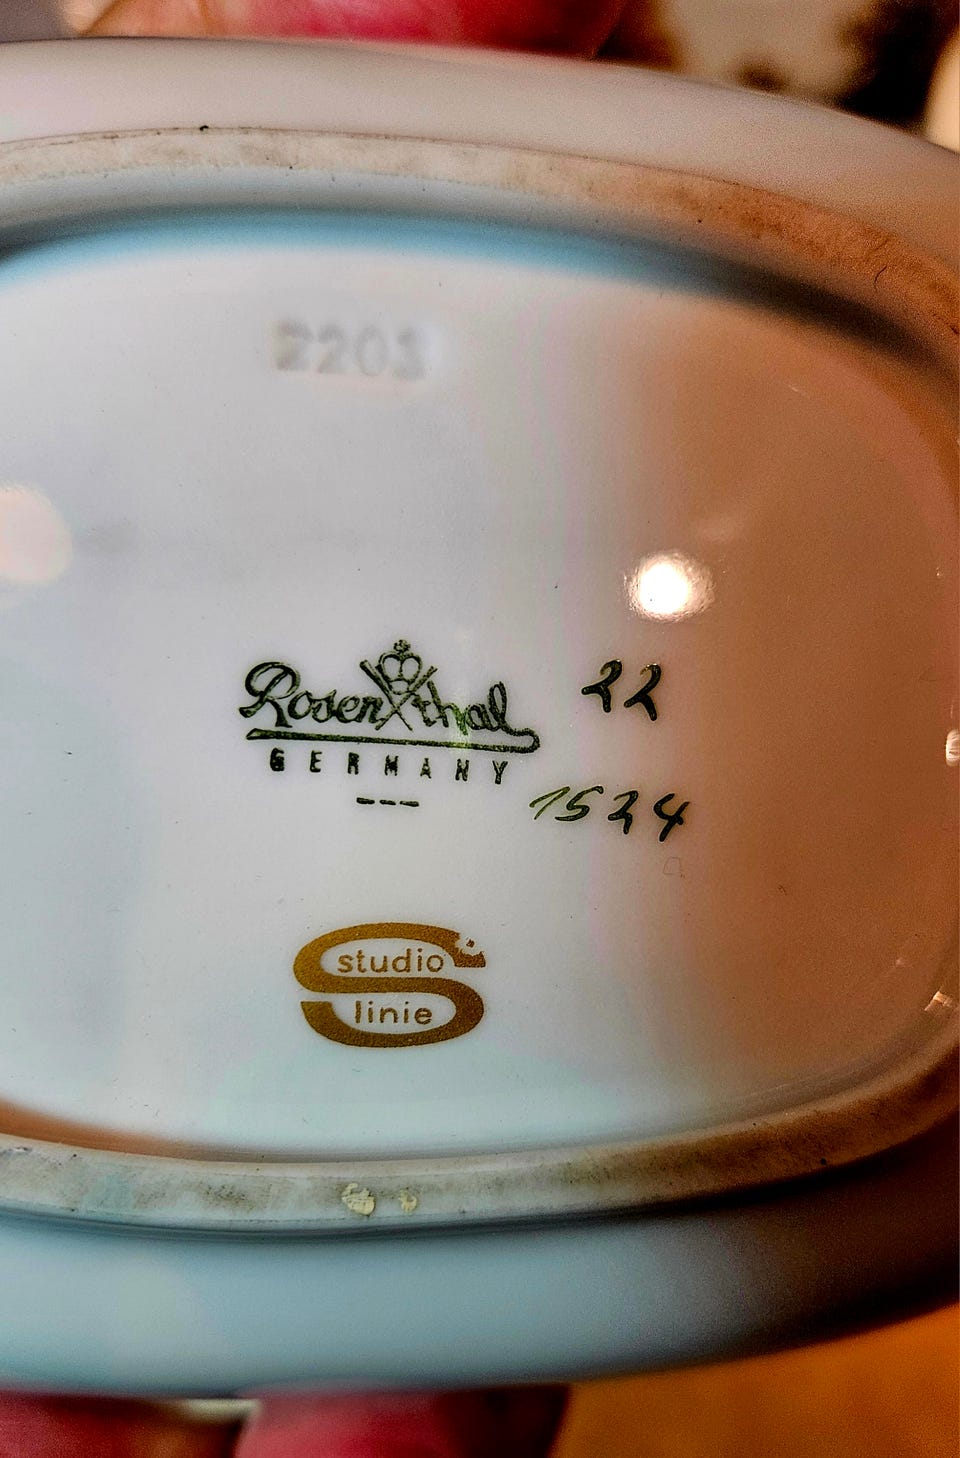 2203
Rosenthal
GERMANY
---
22
1524
studio
linie